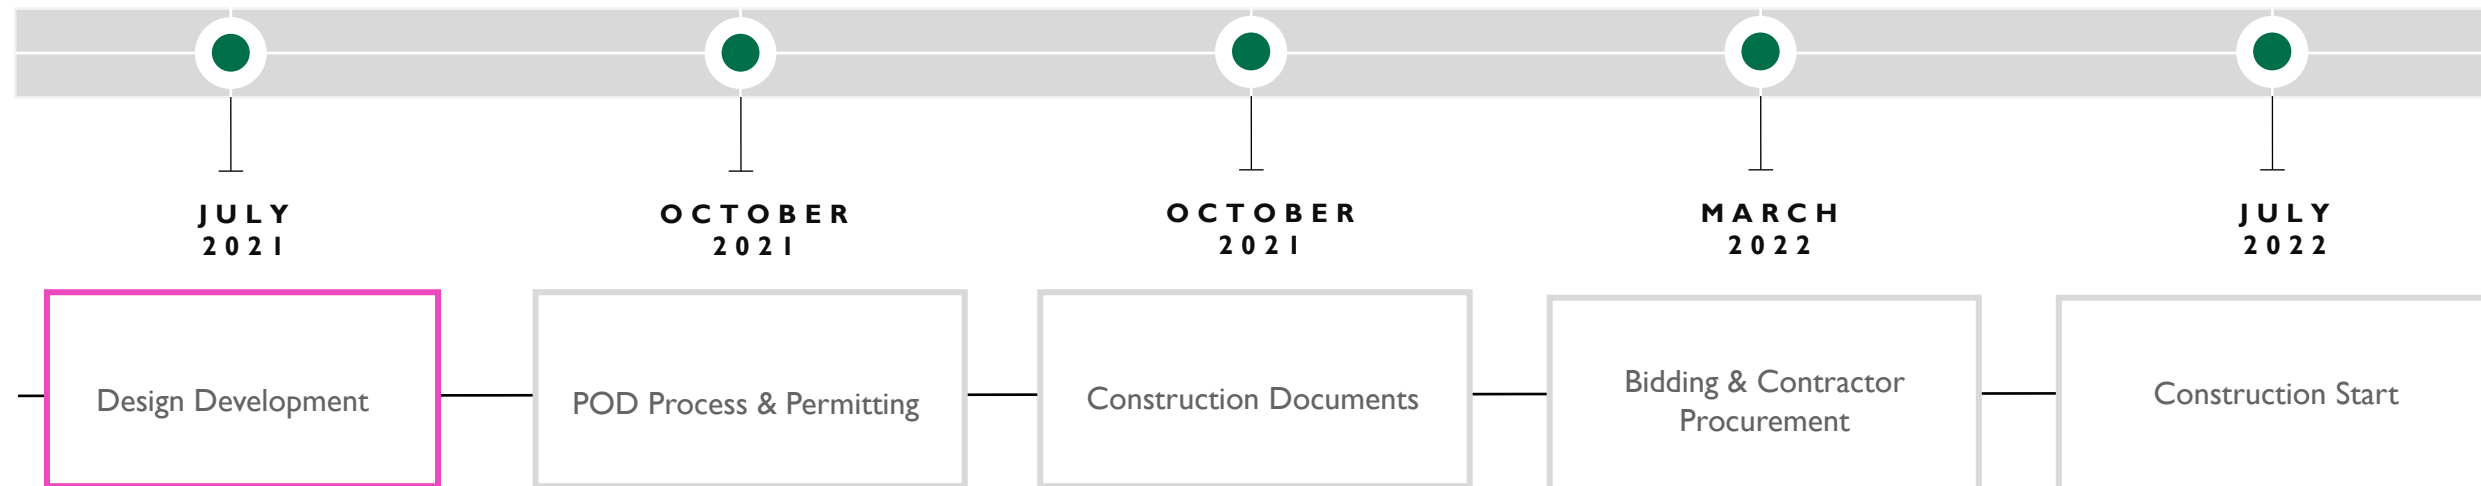 JULY
2021
OCTOBER
2021
OCTOBER
2021
MARCH
2022
JULY
2022
Design Development
POD Process & Permitting
Construction Documents
Bidding & Contractor
Procurement
Construction Start